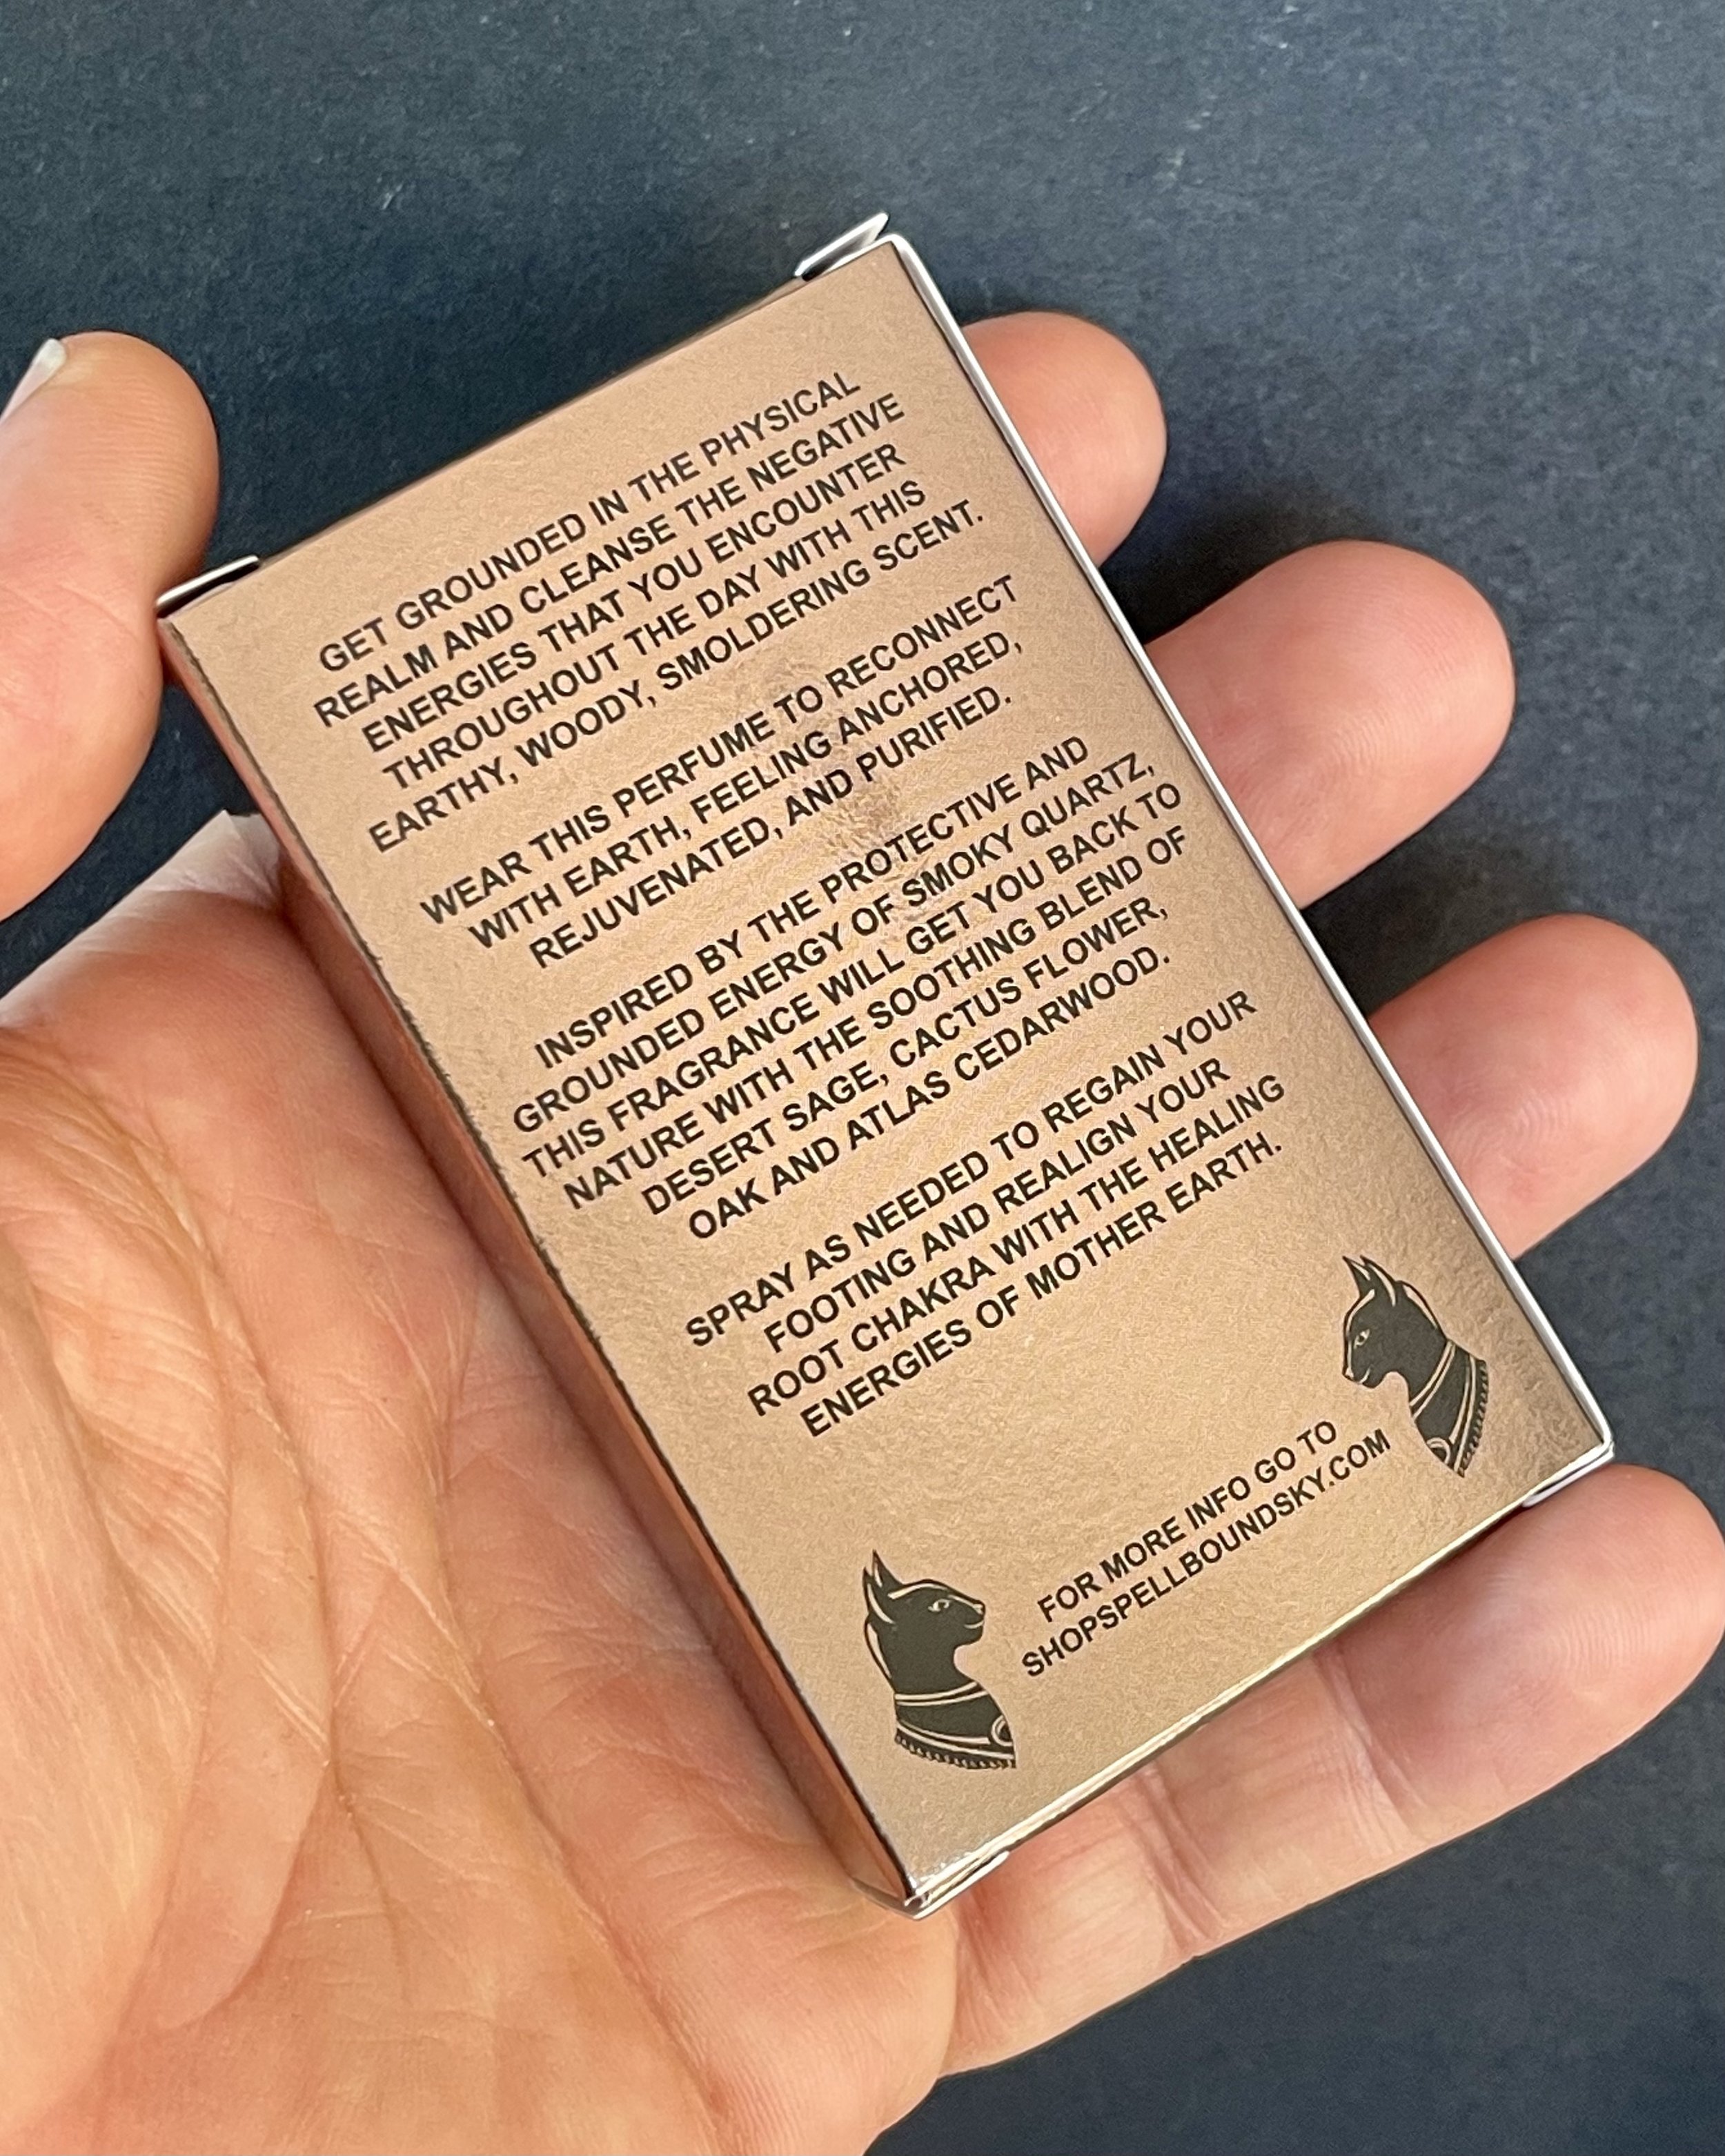 GET GROUNDED IN THE PHYSICAL
REALM AND CLEANSE THE NEGATIVE
ENERGIES THAT YOU ENCOUNTER
THROUGHOUT THE DAY WITH THIS
EARTHY, WOODY, SMOLDERING SCENT.
WEAR THIS PERFUME TO RECONNECT
WITH EARTH, FEELING ANCHORED,
REJUVENATED, AND PURIFIED.
INSPIRED BY THE PROTECTIVE AND
GROUNDED ENERGY OF SMOKY QUARTZ,
THIS FRAGRANCE WILL GET YOU BACK TO
NATURE WITH THE SOOTHING BLEND OF
DESERT SAGE, CACTUS FLOWER,
OAK AND ATLAS CEDARWOOD.
SPRAY AS NEEDED TO REGAIN YOUR
FOOTING AND REALIGN YOUR
ROOT CHAKRA WITH THE HEALING
ENERGIES OF MOTHER EARTH.
FOR MORE INFO GO TO
SHOPSPELLBOUNDSKY.COM